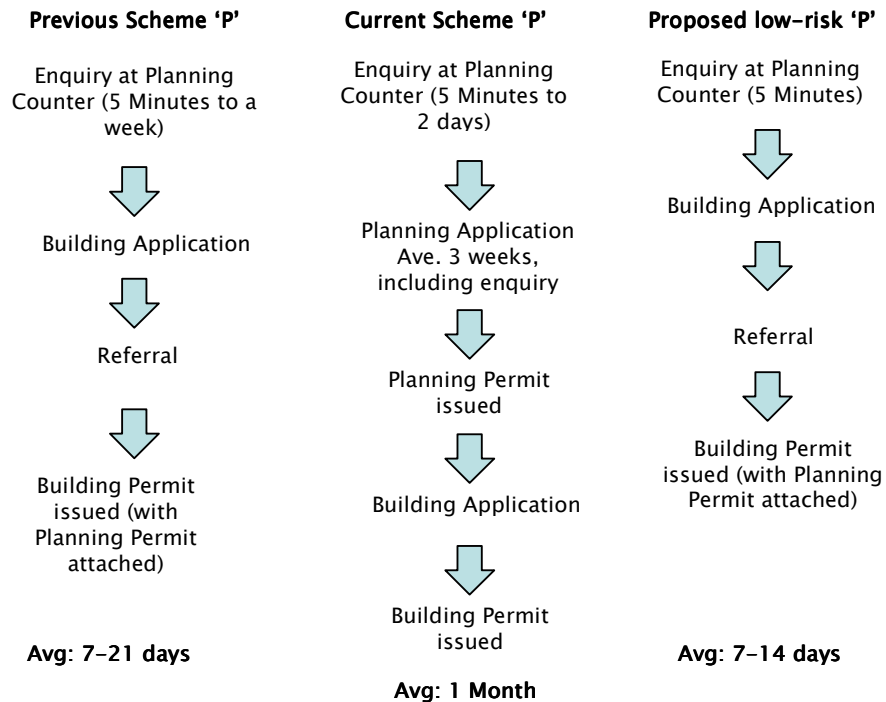 Previous Scheme ‘P’
Enquiry at Planning
Counter (5 Minutes to a
week)
Building Application
Referral
Building Permit
issued (with
Planning Permit
attached)
Avg: 7–21 days
Current Scheme ‘P’
Enquiry at Planning
Counter (5 Minutes to
2 days)
Planning Application
Ave. 3 weeks,
including enquiry
Planning Permit
issued
Building Application
Building Permit
issued
Avg: 1 Month
Proposed low–risk ‘P’
Enquiry at Planning
Counter (5 Minutes)
Building Application
Referral
Building Permit
issued (with Planning
Permit attached)
Avg: 7–14 days